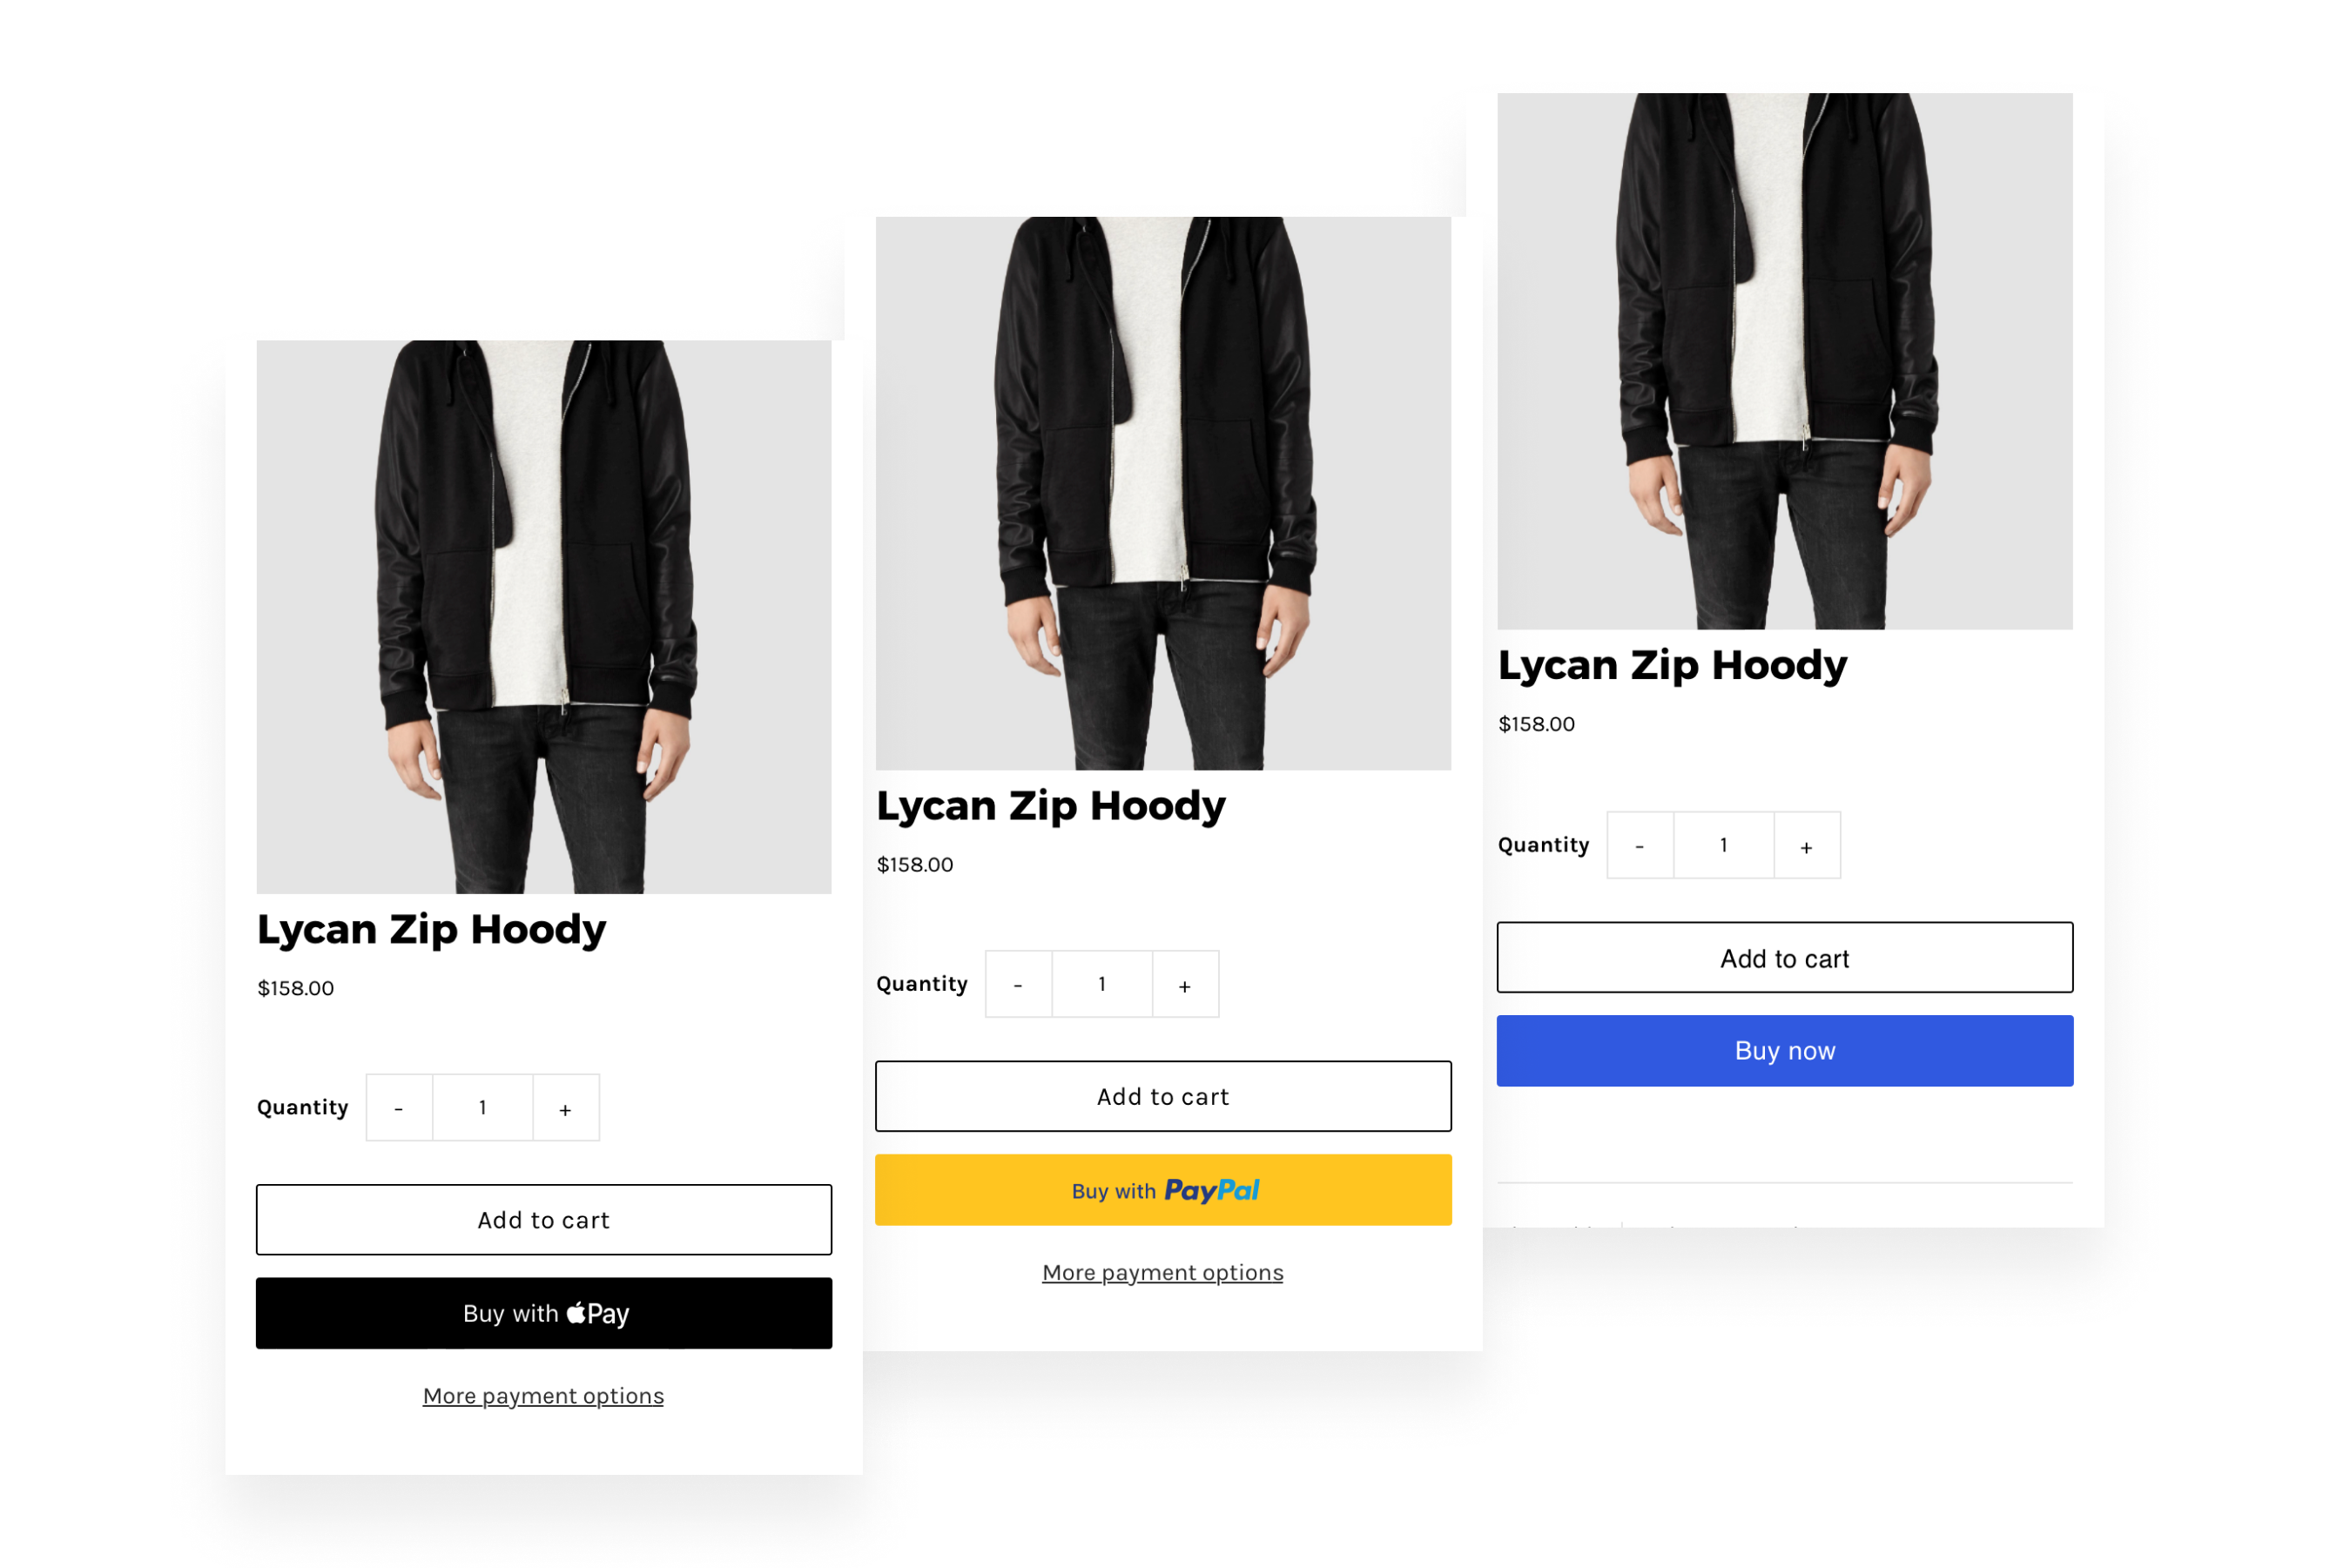 Lycan Zip Hoody
$158.00
Quantity - 1 +
Add to cart
Buy with Pay
More payment options
Lycan Zip Hoody
$158.00
Quantity - 1 +
Add to cart
Buy with PayPal
More payment options
Lycan Zip Hoody
$158.00
Quantity - 1 +
Add to cart
Buy now